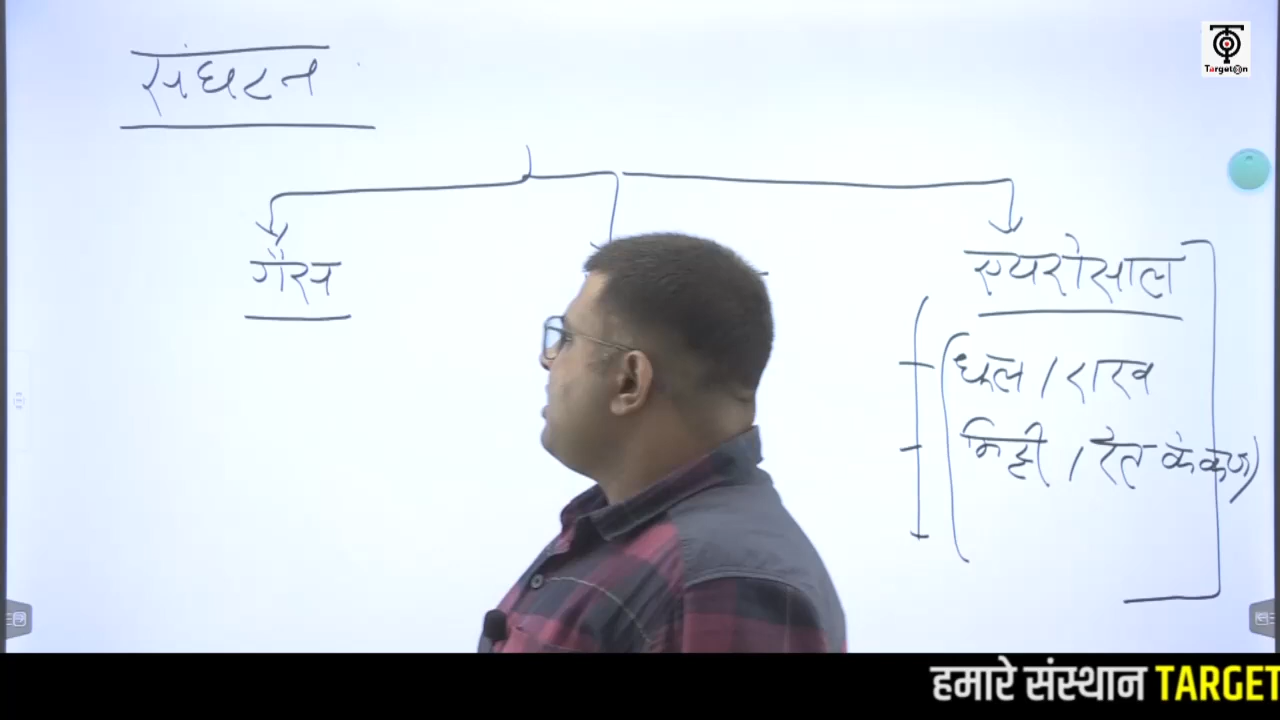 संघटन
Target@n
गैस
एयरोसाल
धूल / राख
मिट्टी / रेत के कण)
हमारे संस्थान TARGET